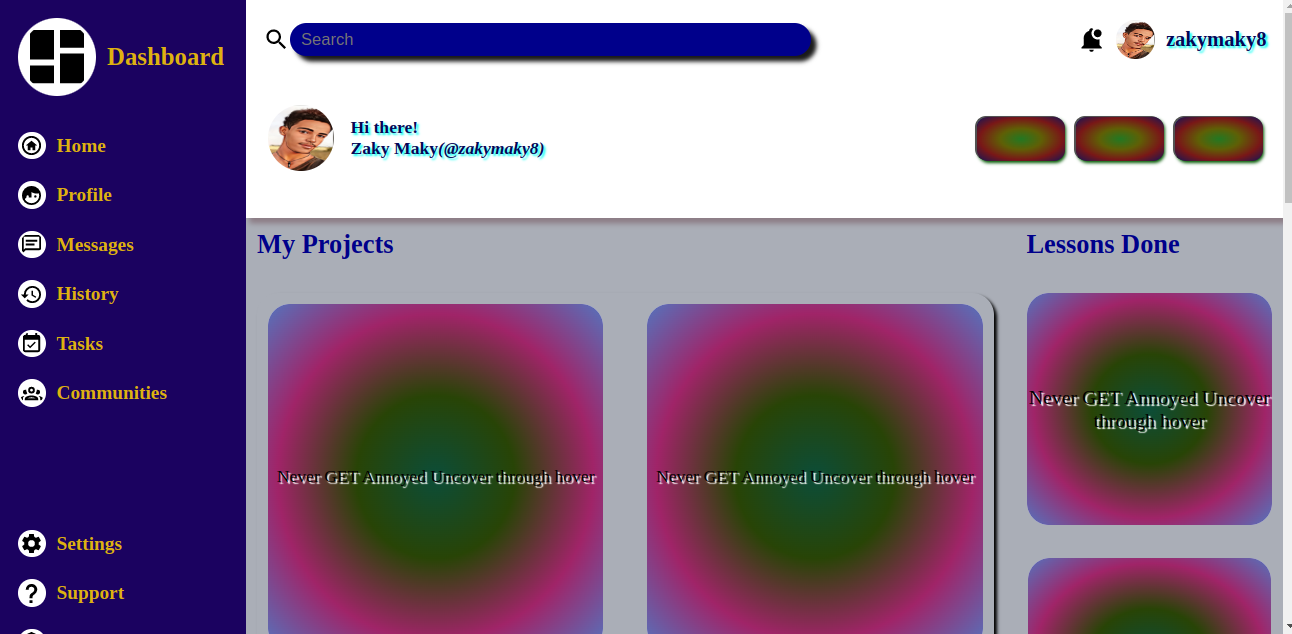 Dashboard
Home
Profile
Messages
History
Tasks
Communities
Settings
Support
Search
zakymaky8
Hi there!
Zaky Maky(@zakymaky8)
My Projects
Never GET Annoyed Uncover through hover
Never GET Annoyed Uncover through hover
Lessons Done
Never GET Annoyed Uncover
through hover